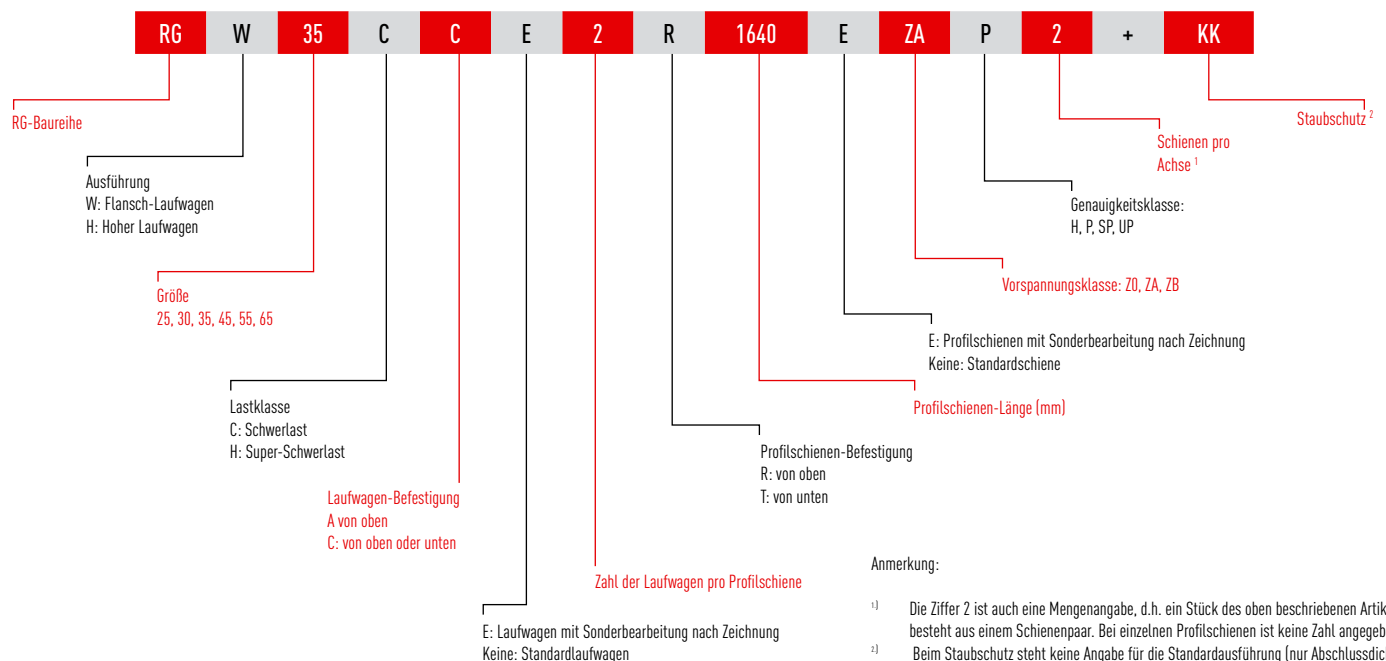 RG W 35 C C E 2 R 1640 E ZA P 2 + KK
RG-Baureihe
Staubschutz ²
Schienen pro
Achse ¹
Ausführung
W: Flansch-Laufwagen
H: Hoher Laufwagen
Genauigkeitsklasse:
H, P, SP, UP
Größe
25, 30, 35, 45, 55, 65
Vorspannungsklasse: Z0, ZA, ZB
E: Profilschienen mit Sonderbearbeitung nach Zeichnung
Keine: Standardschiene
Lastklasse
C: Schwerlast
H: Super-Schwerlast
Profilschienen-Länge (mm)
Profilschienen-Befestigung
R: von oben
T: von unten
Laufwagen-Befestigung
A von oben
C: von oben oder unten
Zahl der Laufwagen pro Profilschiene
E: Laufwagen mit Sonderbearbeitung nach Zeichnung
Keine: Standardlaufwagen
Anmerkung:
1.) Die Ziffer 2 ist auch eine Mengenangabe, d.h. ein Stück des oben beschriebenen Artik
besteht aus einem Schienenpaar. Bei einzelnen Profilschienen ist keine Zahl angegeb
2.) Beim Staubschutz steht keine Angabe für die Standardausführung (nur Abschlussdic